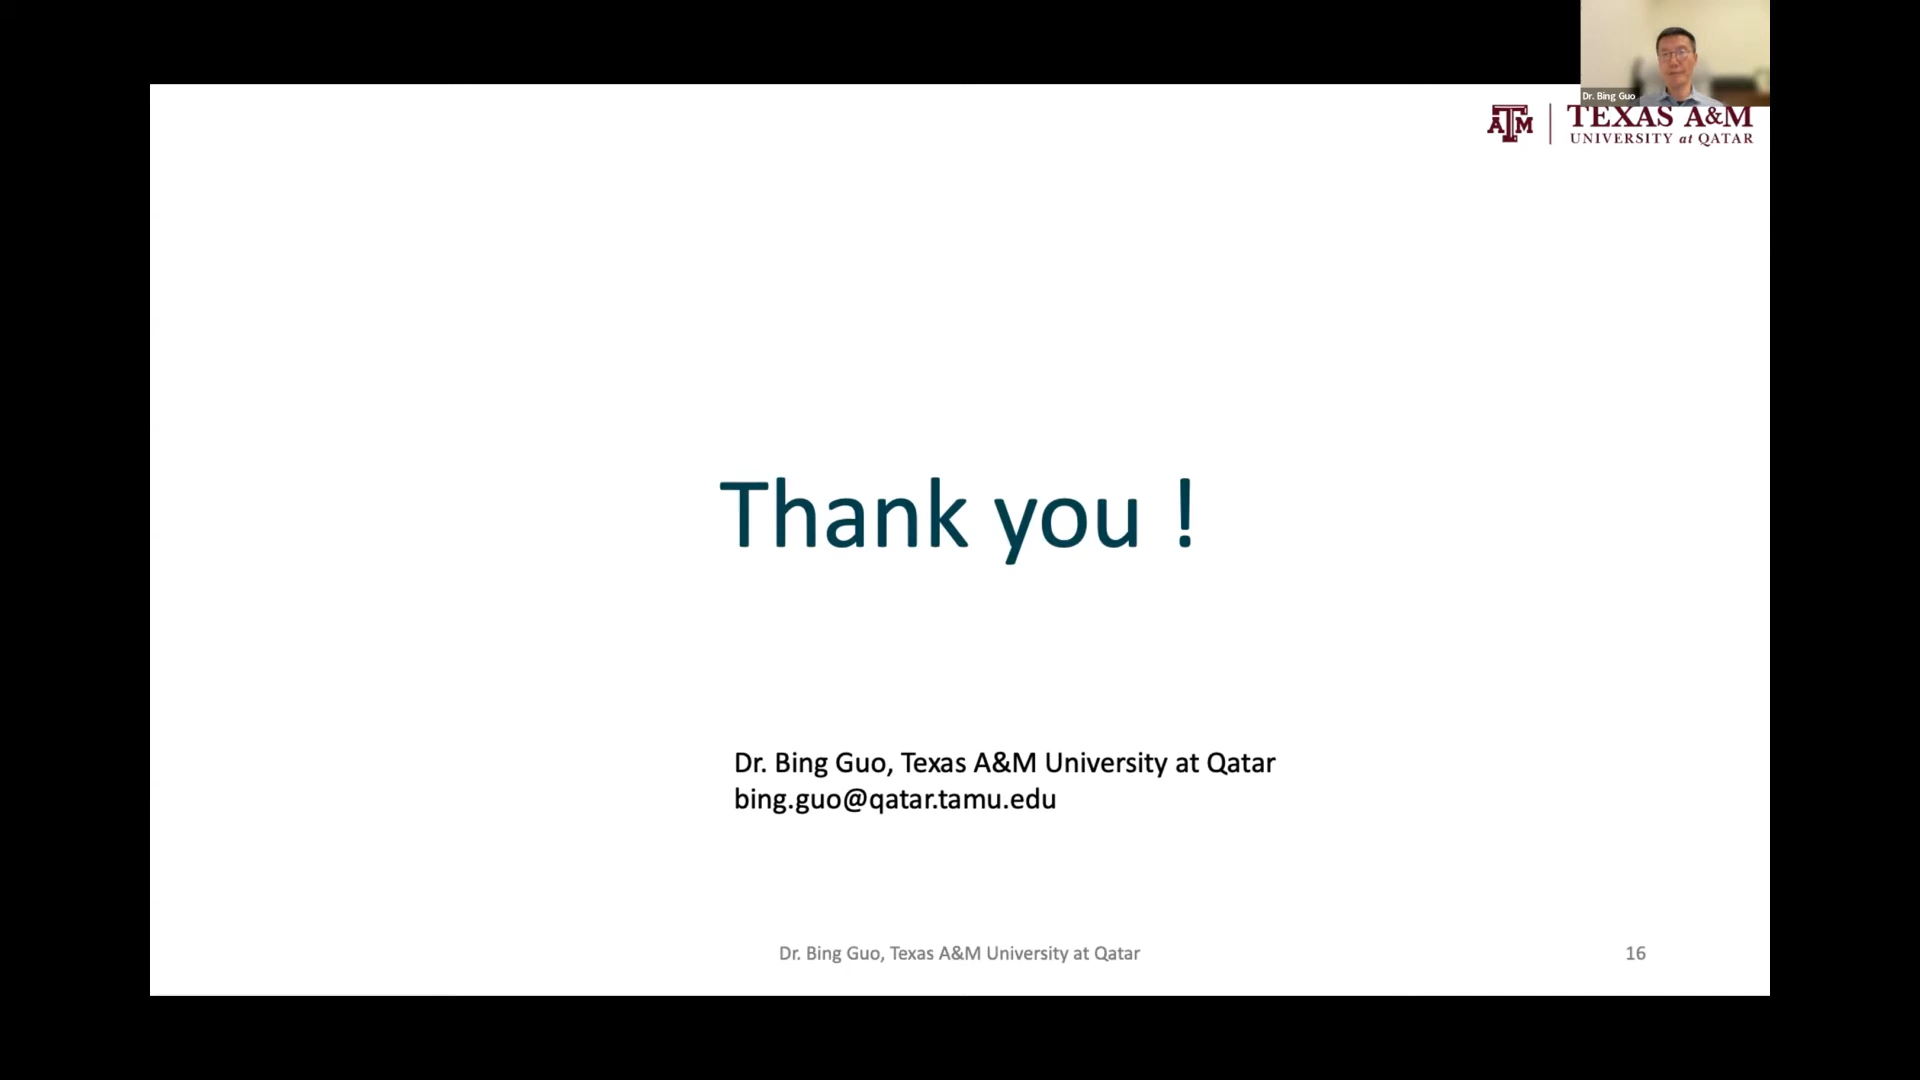 Dr. Bing Guo
ATM
TEXAS A&M
UNIVERSITY at QATAR
Thank you !
Dr. Bing Guo, Texas A&M University at Qatar
bing.guo@qatar.tamu.edu
Dr. Bing Guo, Texas A&M University at Qatar
16